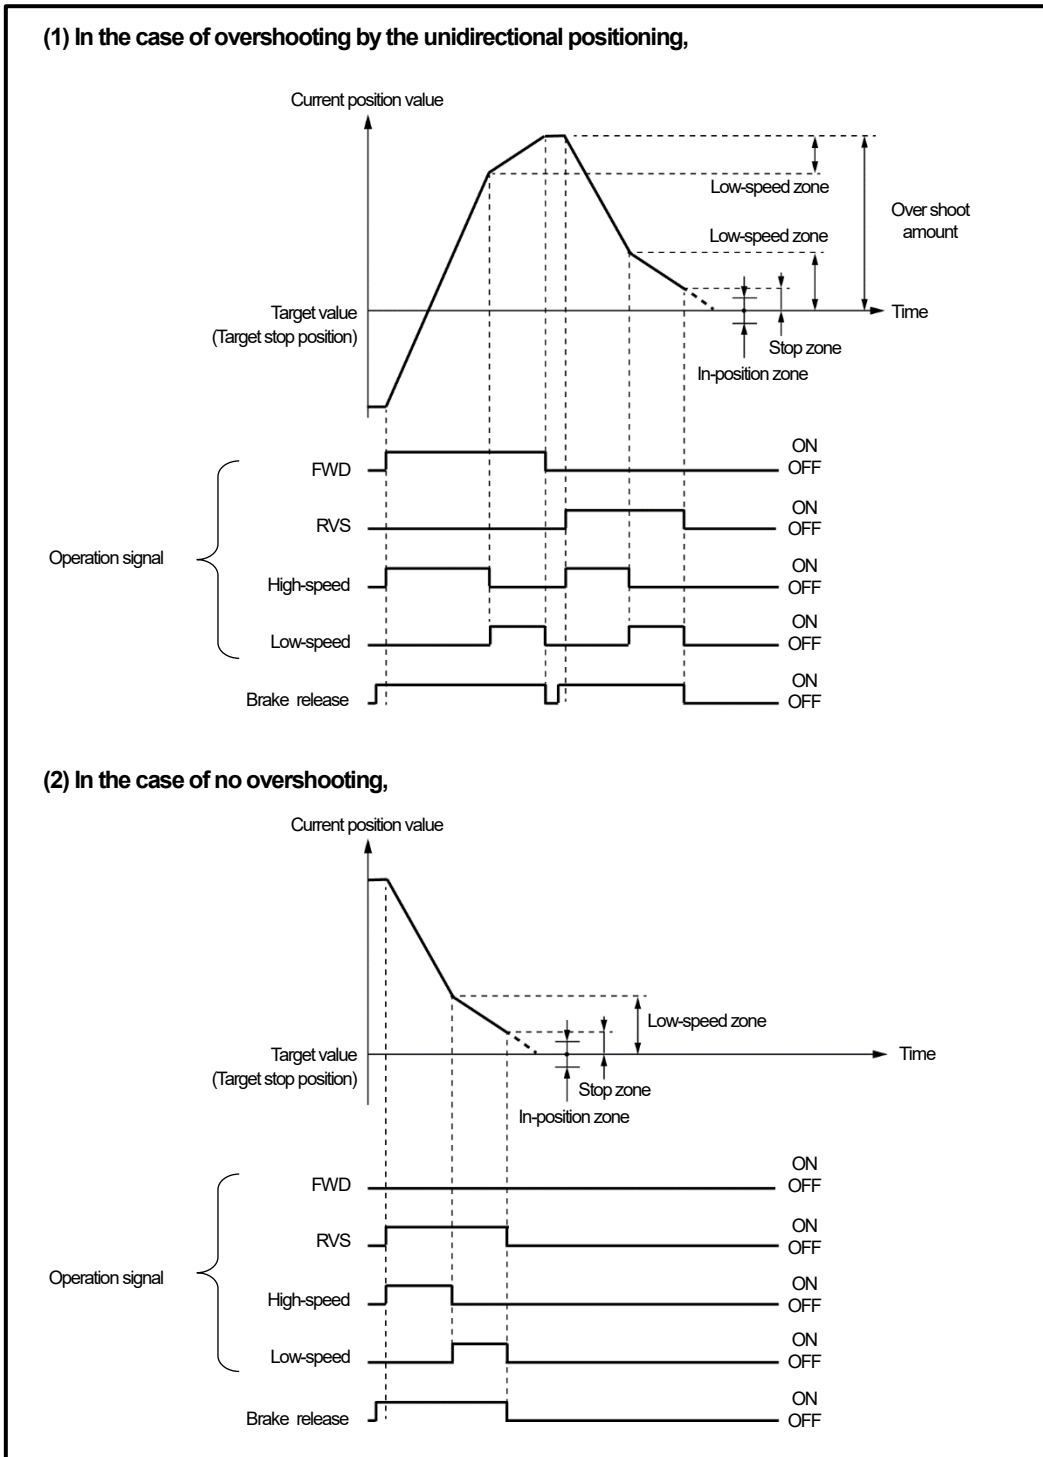 (1) In the case of overshooting by the unidirectional positioning,
Current position value
Low-speed zone
Over shoot
amount
Low-speed zone
Target value
(Target stop position)
Time
Stop zone
In-position zone
Operation signal
FWD
ON
OFF
RVS
ON
OFF
High-speed
ON
OFF
Low-speed
ON
OFF
Brake release
ON
OFF
(2) In the case of no overshooting,
Current position value
Low-speed zone
Target value
(Target stop position)
Time
Stop zone
In-position zone
Operation signal
FWD
ON
OFF
RVS
ON
OFF
High-speed
ON
OFF
Low-speed
ON
OFF
Brake release
ON
OFF